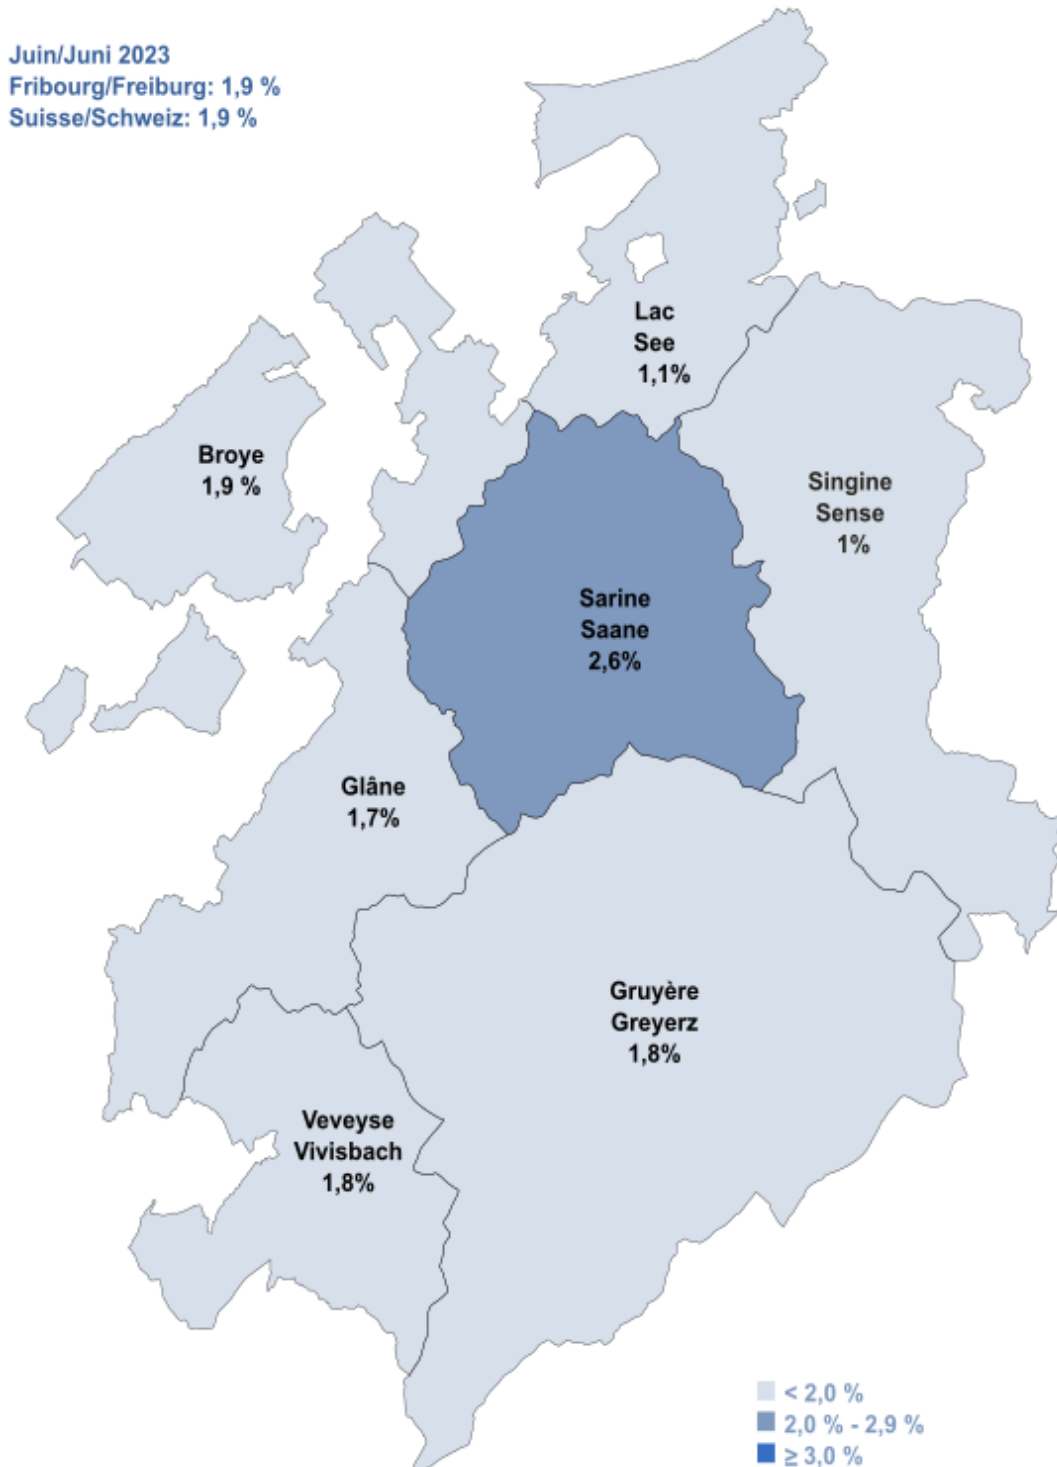 Juin/Juni 2023
Fribourg/Freiburg: 1,9 %
Suisse/Schweiz: 1,9 %
Lac
See
1,1%
Broye
1,9 %
Singine
Sense
1%
Sarine
Saane
2,6%
Glâne
1,7%
Gruyère
Greyerz
1,8%
Veveyse
Vivisbach
1,8%
< 2,0 %
2,0 % - 2,9 %
≥ 3,0 %